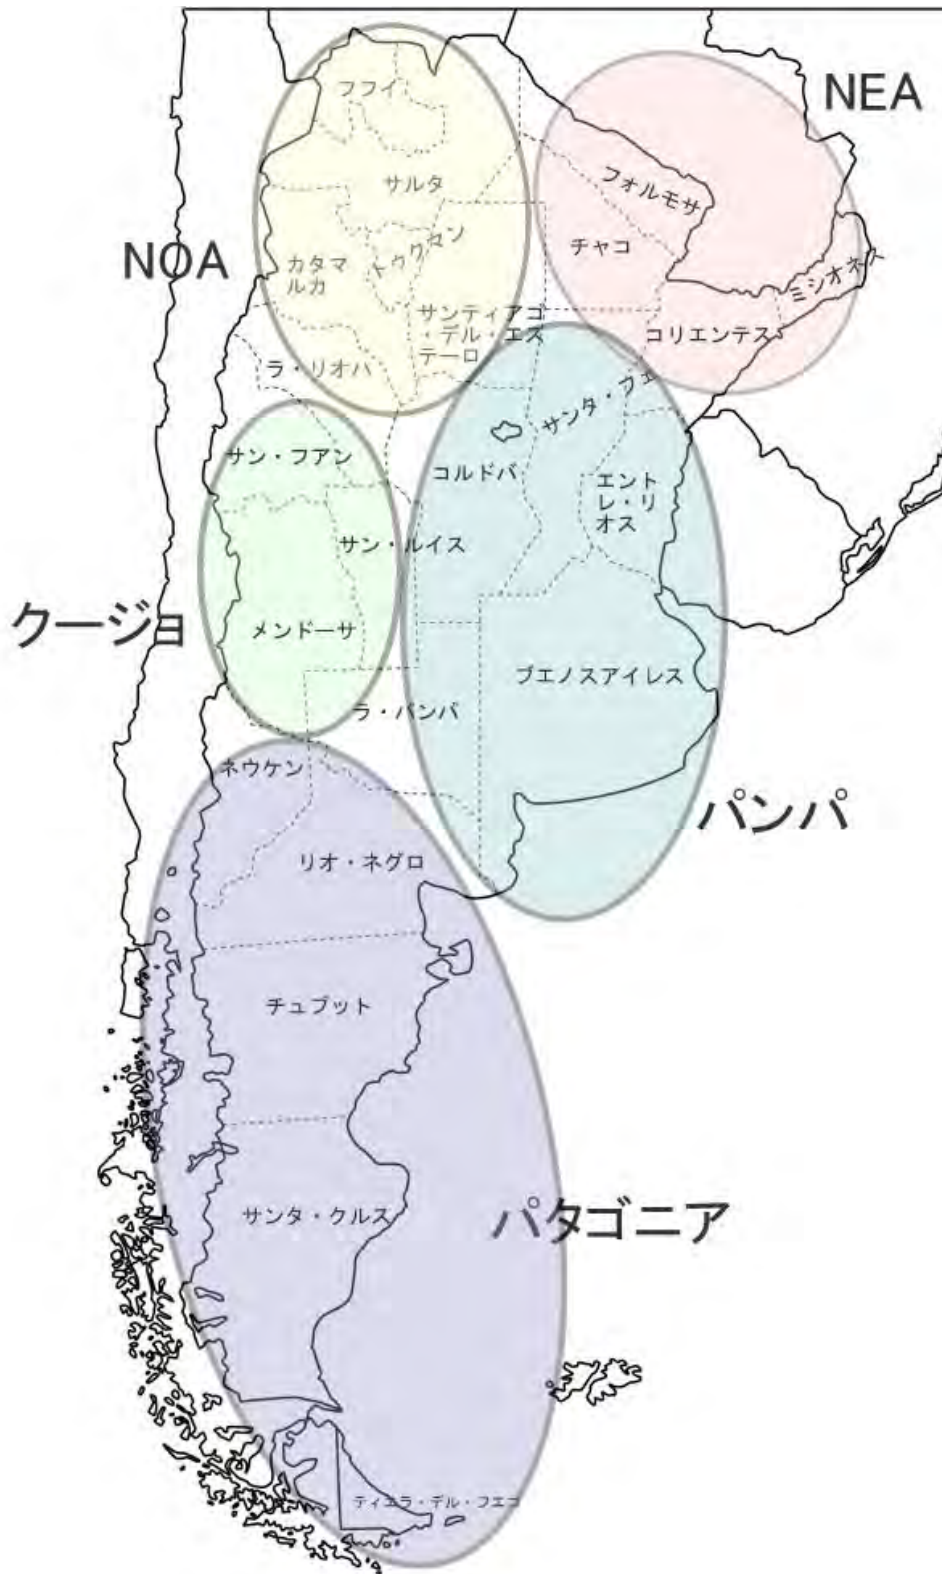 NEA
フフイ
サルタ
フォルモサ
チャコ
NOA
カタマ
ルカ
トゥクマン
ミシオネス
サンティアゴ
・デル・エス
テーロ
コリエンテス
ラ・リオハ
サンタ・フェ
サン・フアン
コルドバ
エント
レ・リ
オス
サン・ルイス
クージョ
メンドーサ
ブエノスアイレス
ラ・パンパ
ネウケン
パンパ
リオ・ネグロ
チュブット
サンタ・クルス
パタゴニア
ティエラ・デル・フエゴ